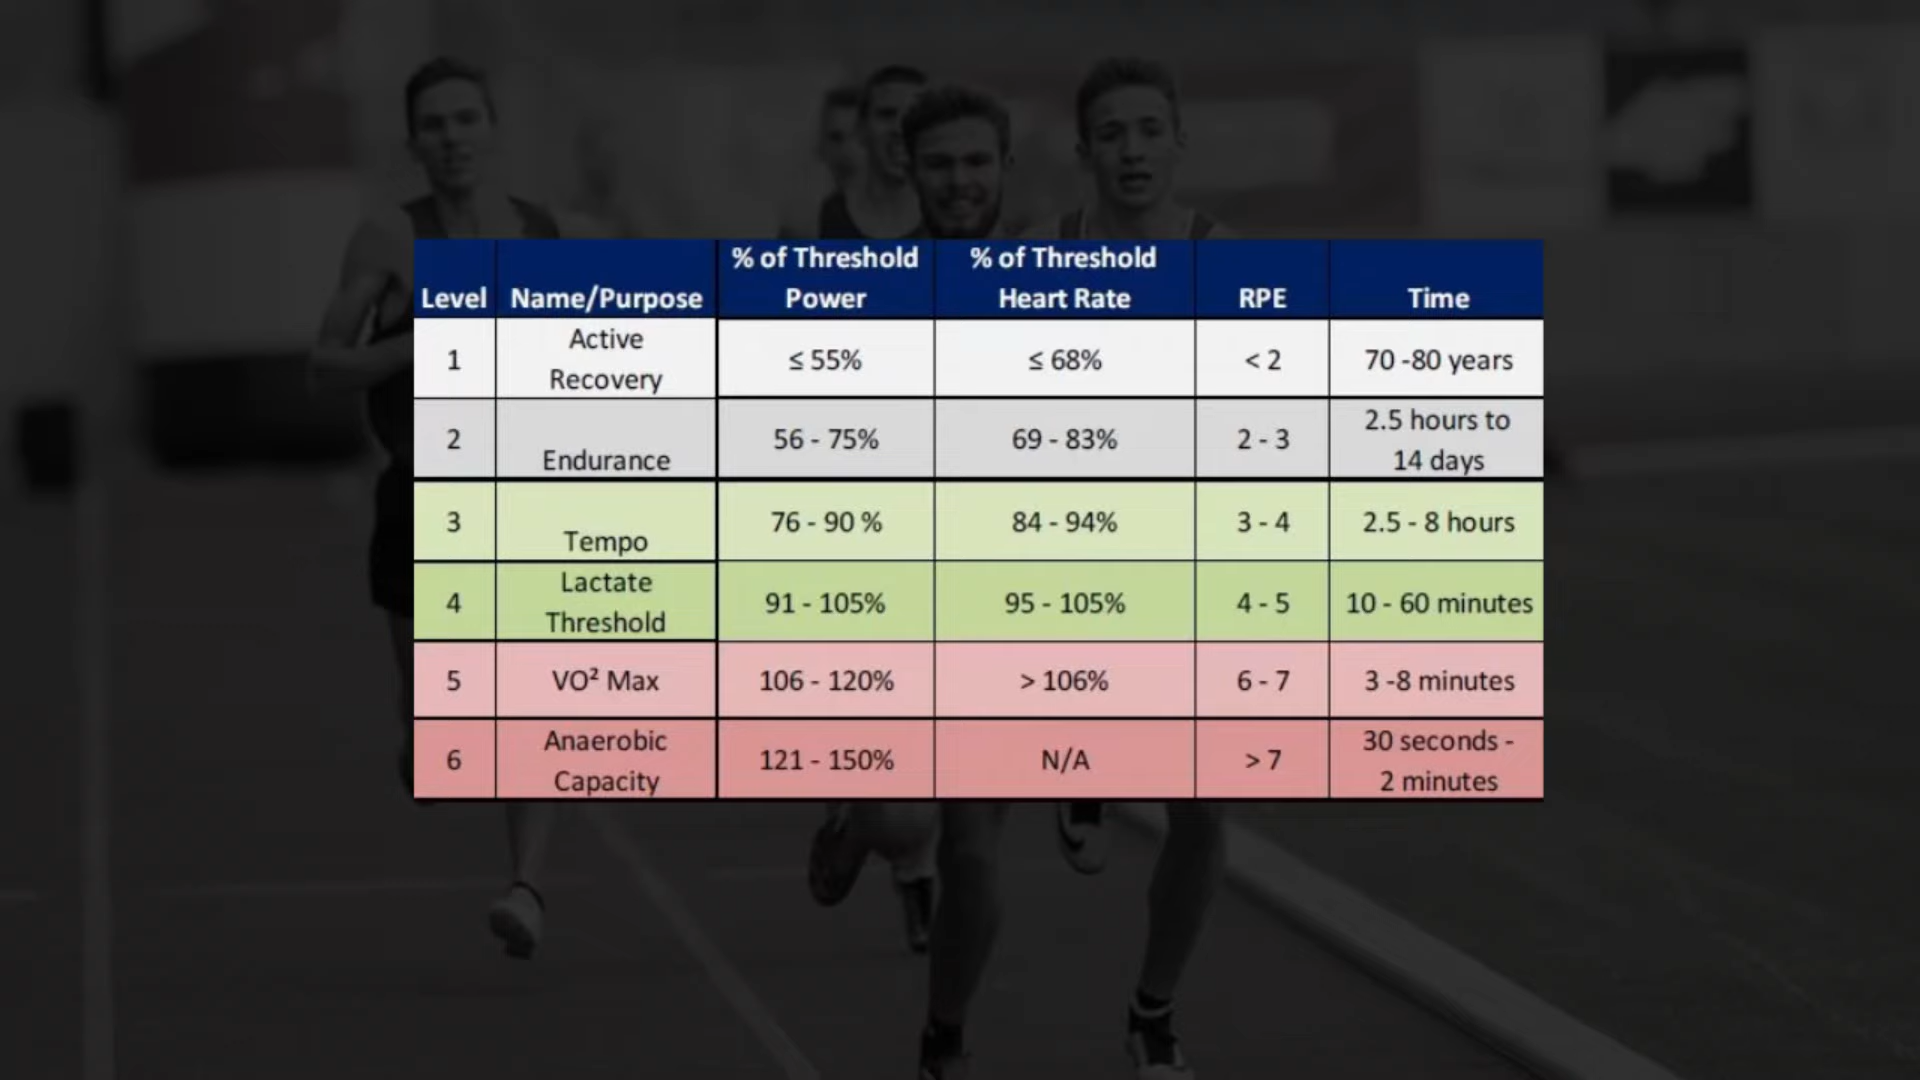 Level Name/Purpose % of Threshold Power % of Threshold Heart Rate RPE Time
1 Active Recovery ≤ 55% ≤ 68% < 2 70 -80 years
2 Endurance 56 - 75% 69 - 83% 2 - 3 2.5 hours to 14 days
3 Tempo 76 - 90 % 84 - 94% 3 - 4 2.5 - 8 hours
4 Lactate Threshold 91 - 105% 95 - 105% 4 - 5 10 - 60 minutes
5 VO² Max 106 - 120% > 106% 6 - 7 3 -8 minutes
6 Anaerobic Capacity 121 - 150% N/A > 7 30 seconds - 2 minutes